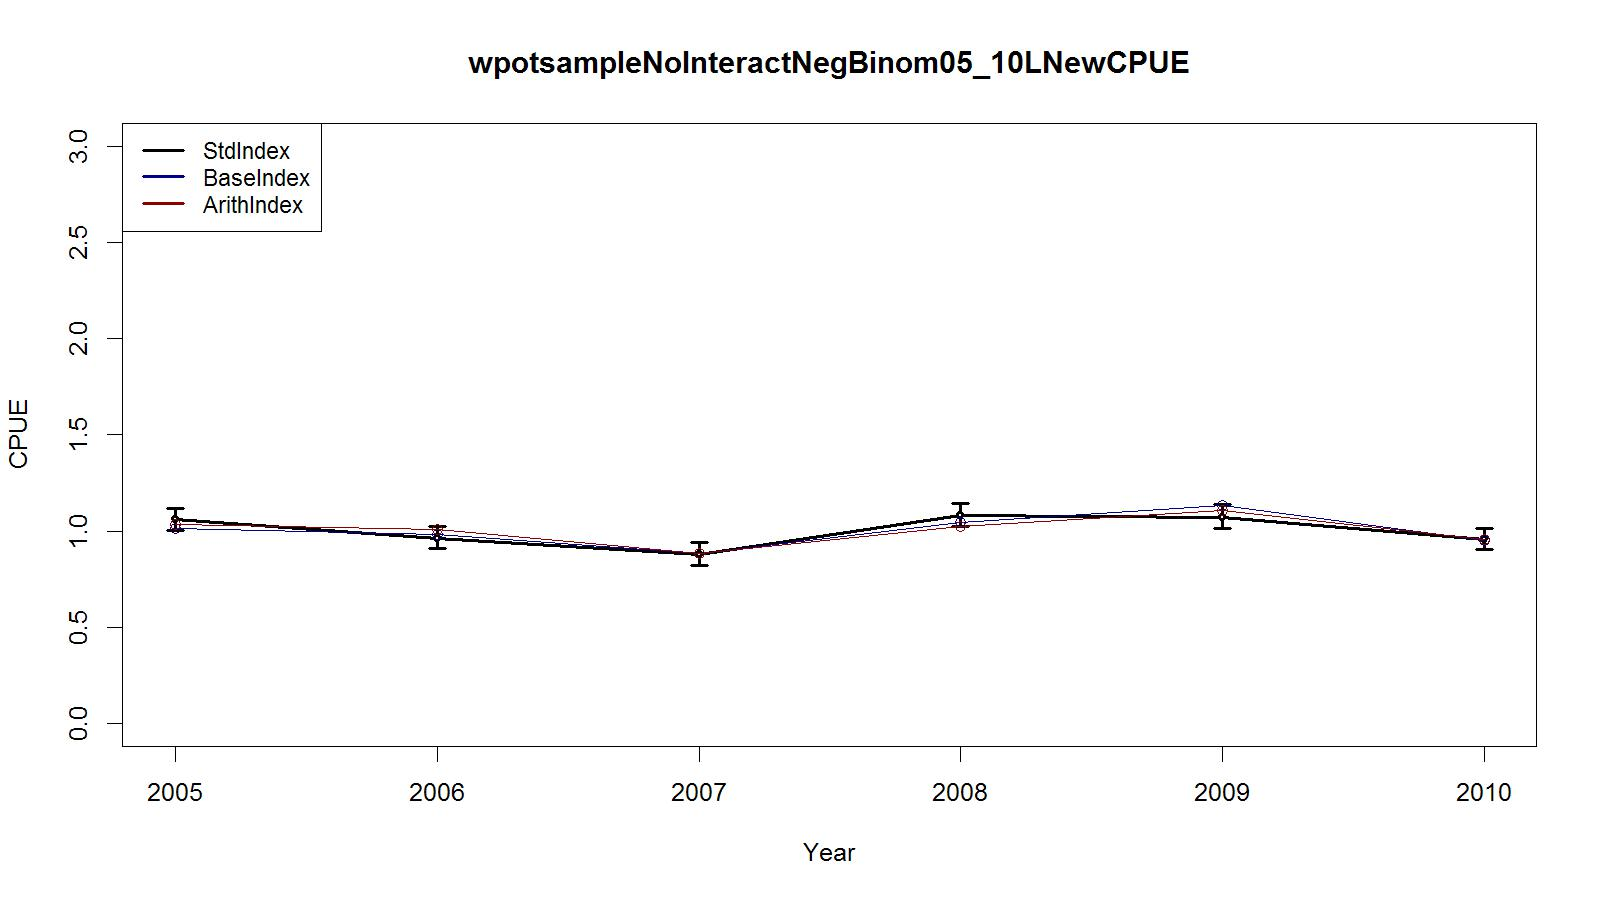 wpotsampleNoInteractNegBinom05_10LNewCPUE
StdIndex
BaseIndex
ArithIndex
3.0
2.5
2.0
1.5
1.0
0.5
0.0
CPUE
2005 2006 2007 2008 2009 2010
Year